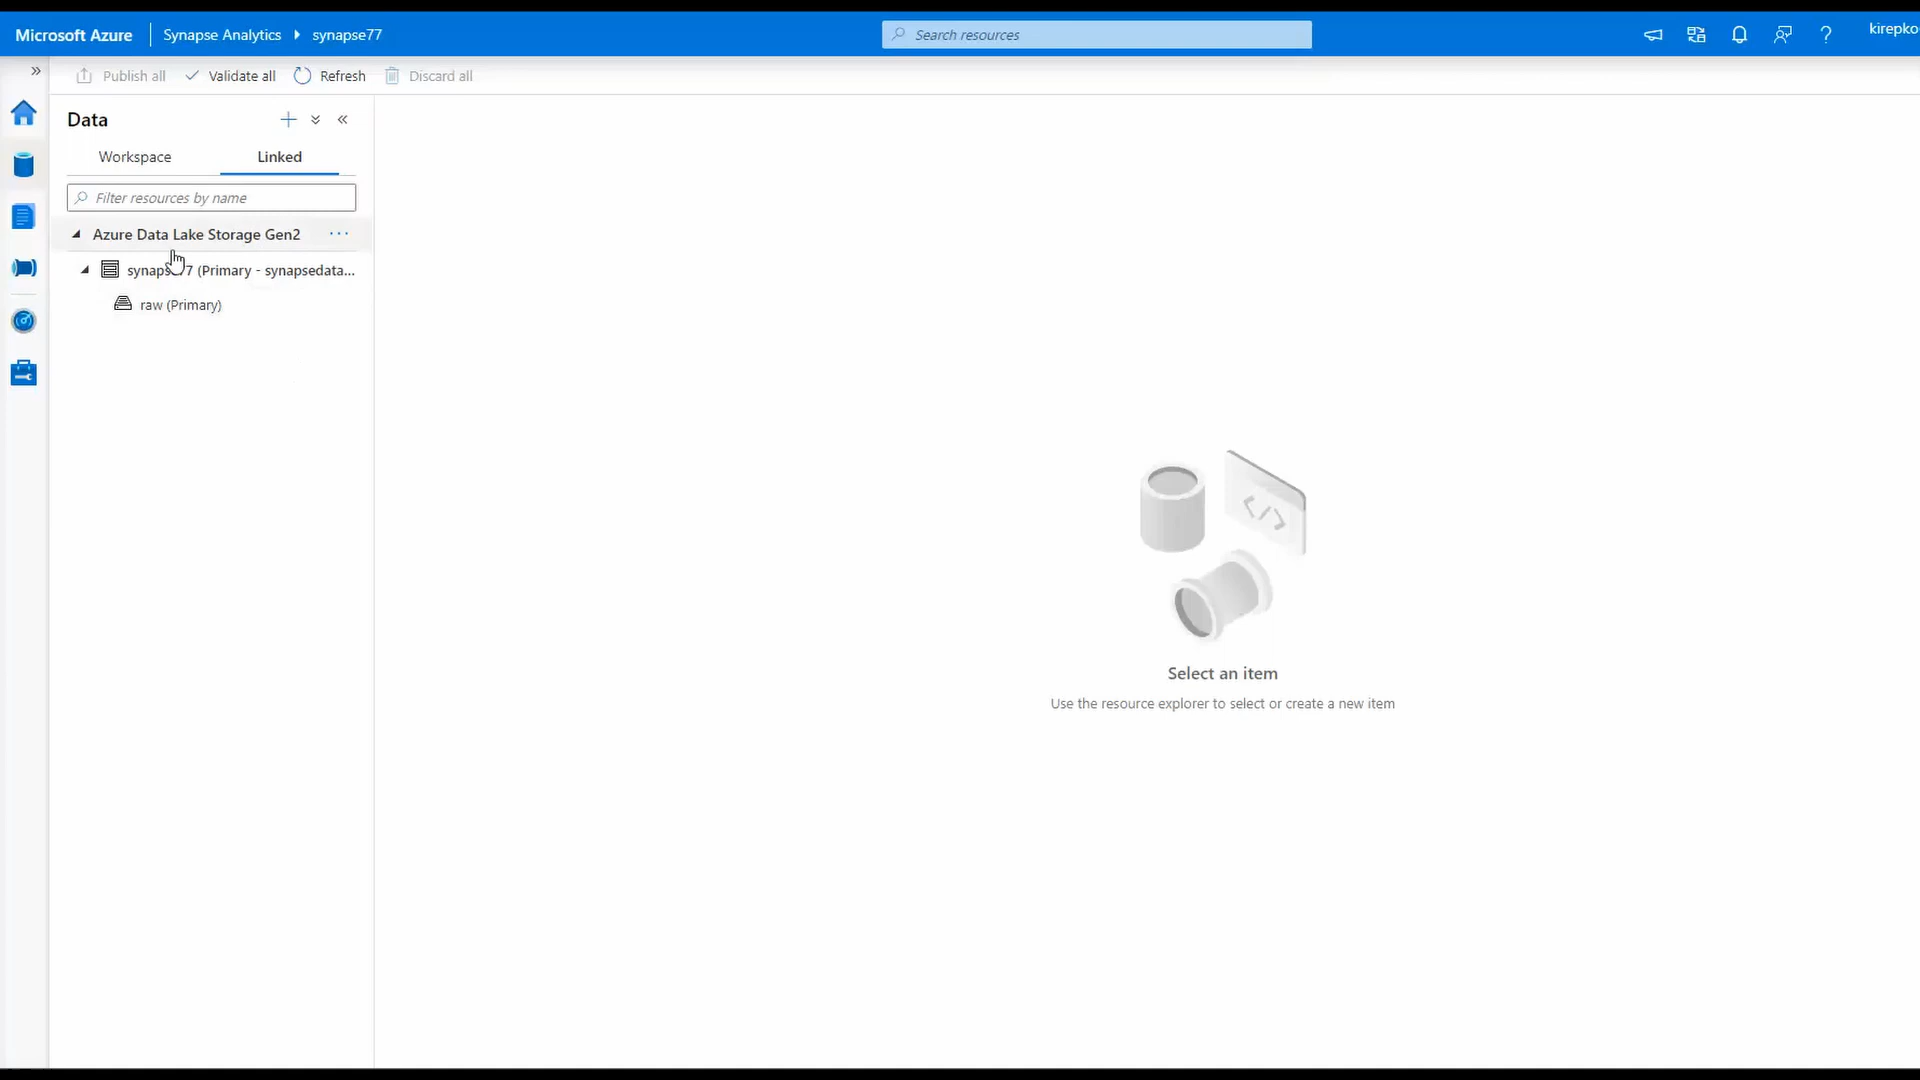 Microsoft Azure
Synapse Analytics
synapse77
Search resources
kirepko
Publish all
Validate all
Refresh
Discard all
Data
Workspace
Linked
Filter resources by name
Azure Data Lake Storage Gen2
(Primary - synapsedata...
raw (Primary)
Select an item
Use the resource explorer to select or create a new item